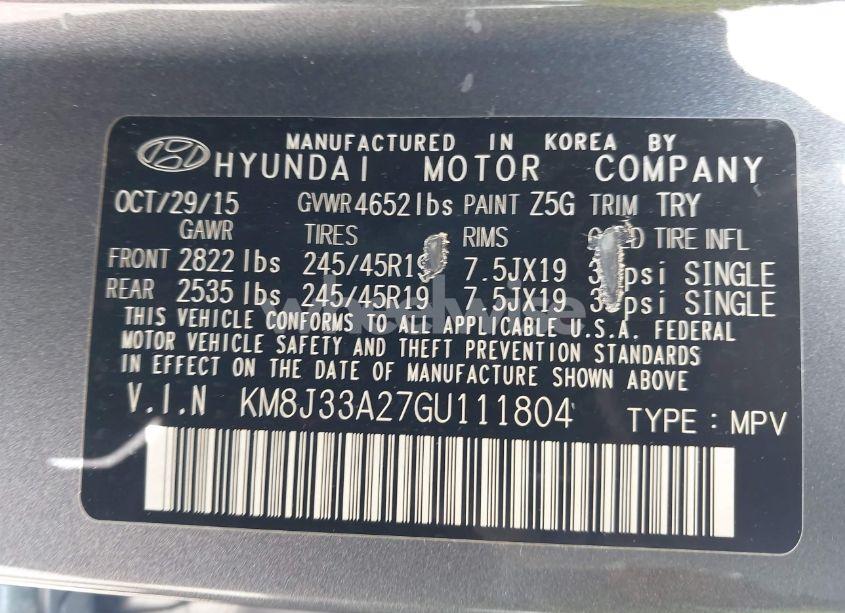 MANUFACTURED IN KOREA BY
HYUNDAI MOTOR COMPANY
OCT/29/15 GVWR 4652 lbs PAINT Z5G TRIM TRY
GAWR TIRES RIMS TIRE INFL
FRONT 2822 lbs 245/45R19 7.5JX19 psi SINGLE
REAR 2535 lbs 245/45R19 7.5JX19 psi SINGLE
THIS VEHICLE CONFORMS TO ALL APPLICABLE U.S.A. FEDERAL
MOTOR VEHICLE SAFETY AND THEFT PREVENTION STANDARDS
IN EFFECT ON THE DATE OF MANUFACTURE SHOWN ABOVE
V.I.N KM8J33A27GU111804 TYPE : MPV